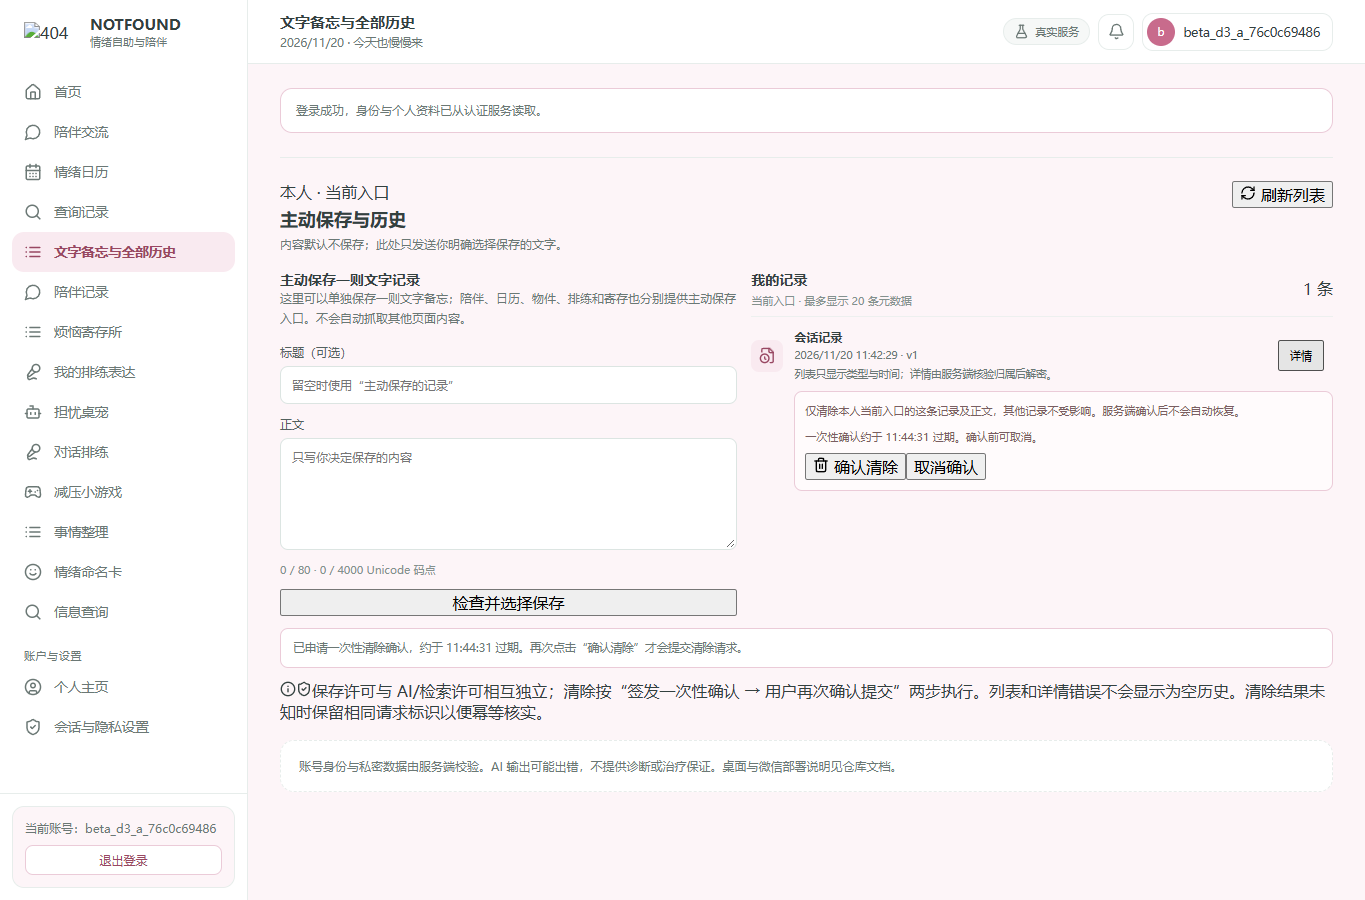 404
NOTFOUND
情绪自助与陪伴
首页
陪伴交流
情绪日历
查询记录
文字备忘与全部历史
陪伴记录
烦恼寄存所
我的排练表达
担忧桌宠
对话排练
减压小游戏
事情整理
情绪命名卡
信息查询
账户与设置
个人主页
会话与隐私设置
当前账号：beta_d3_a_76c0c69486
退出登录
文字备忘与全部历史
2026/11/20 · 今天也慢慢来
真实服务
b
beta_d3_a_76c0c69486
登录成功，身份与个人资料已从认证服务读取。
本人 · 当前入口
主动保存与历史
内容默认不保存；此处只发送你明确选择保存的文字。
刷新列表
主动保存一则文字记录
这里可以单独保存一则文字备忘；陪伴、日历、物件、排练和寄存也分别提供主动保存
入口。不会自动抓取其他页面内容。
标题（可选）
留空时使用“主动保存的记录”
正文
只写你决定保存的内容
0 / 80 · 0 / 4000 Unicode 码点
检查并选择保存
我的记录
当前入口 · 最多显示 20 条元数据
1 条
会话记录
2026/11/20 11:42:29 · v1
列表只显示类型与时间；详情由服务端核验归属后解密。
详情
仅清除本人当前入口的这条记录及正文，其他记录不受影响。服务端确认后不会自动恢复。
一次性确认约于 11:44:31 过期。确认前可取消。
确认清除
取消确认
已申请一次性清除确认，约于 11:44:31 过期。再次点击“确认清除”才会提交清除请求。
保存许可与 AI/检索许可相互独立；清除按“签发一次性确认 → 用户再次确认提交”两步执行。列表和详情错误不会显示为空历史。清除结果未
知时保留相同请求标识以便幂等核实。
账号身份与私密数据由服务端校验。AI 输出可能出错，不提供诊断或治疗保证。桌面与微信部署说明见仓库文档。